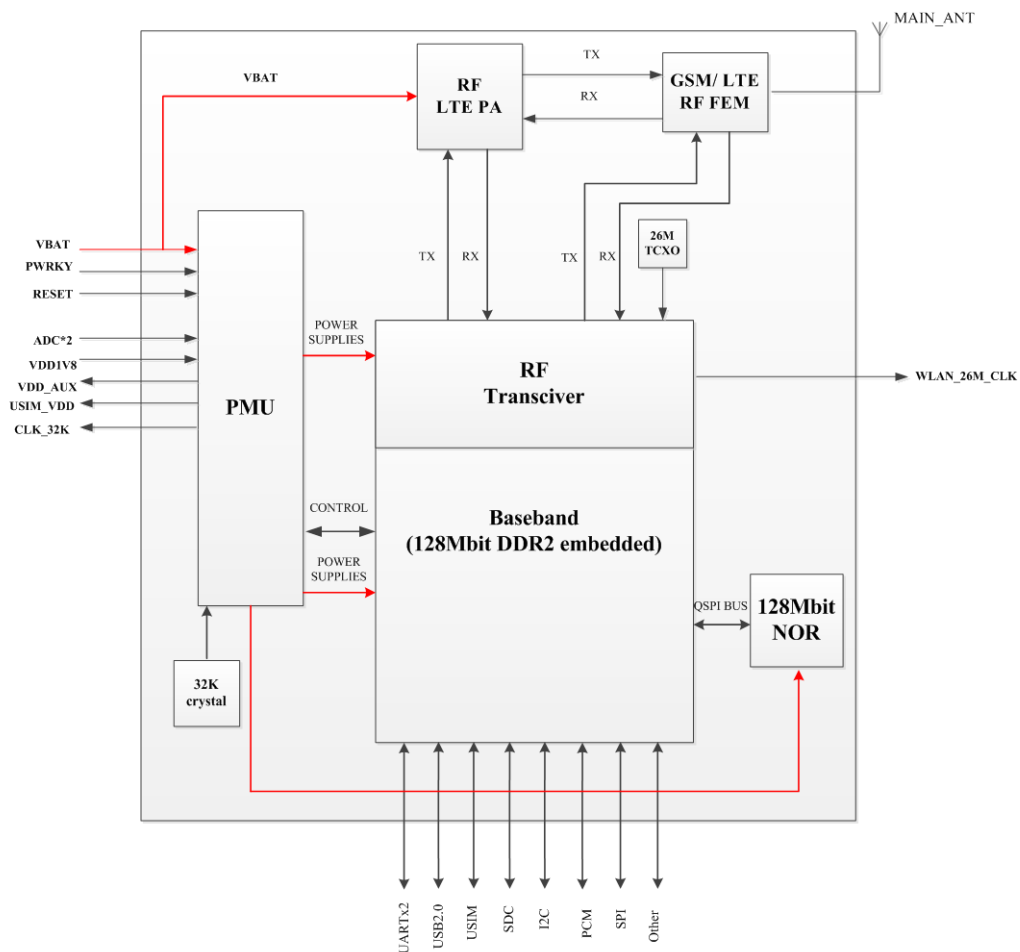 MAIN_ANT
VBAT
RF
LTE PA
TX
RX
GSM/ LTE
RF FEM
VBAT
PWRKY
RESET
ADC*2
VDD1V8
VDD_AUX
USIM_VDD
CLK_32K
PMU
TX
RX
TX
RX
26M
TCXO
POWER
SUPPLIES
RF
Transciver
WLAN_26M_CLK
CONTROL
Baseband
(128Mbit DDR2 embedded)
POWER
SUPPLIES
QSPI BUS
128Mbit
NOR
32K
crystal
UARTx2
USB2.0
USIM
SDC
I2C
PCM
SPI
Other